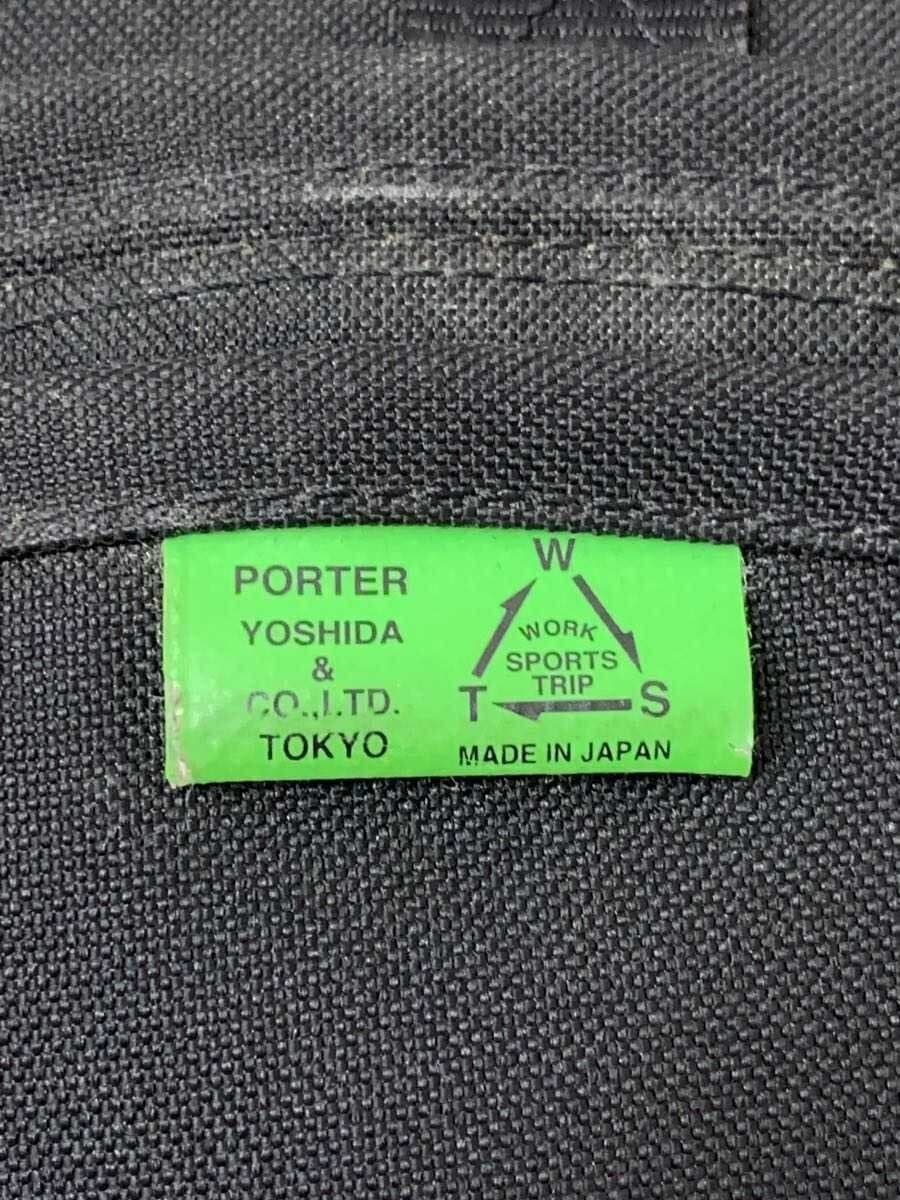 PORTER
YOSHIDA
&
CO.,LTD.
TOKYO
W
WORK
SPORTS
TRIP
T S
MADE IN JAPAN